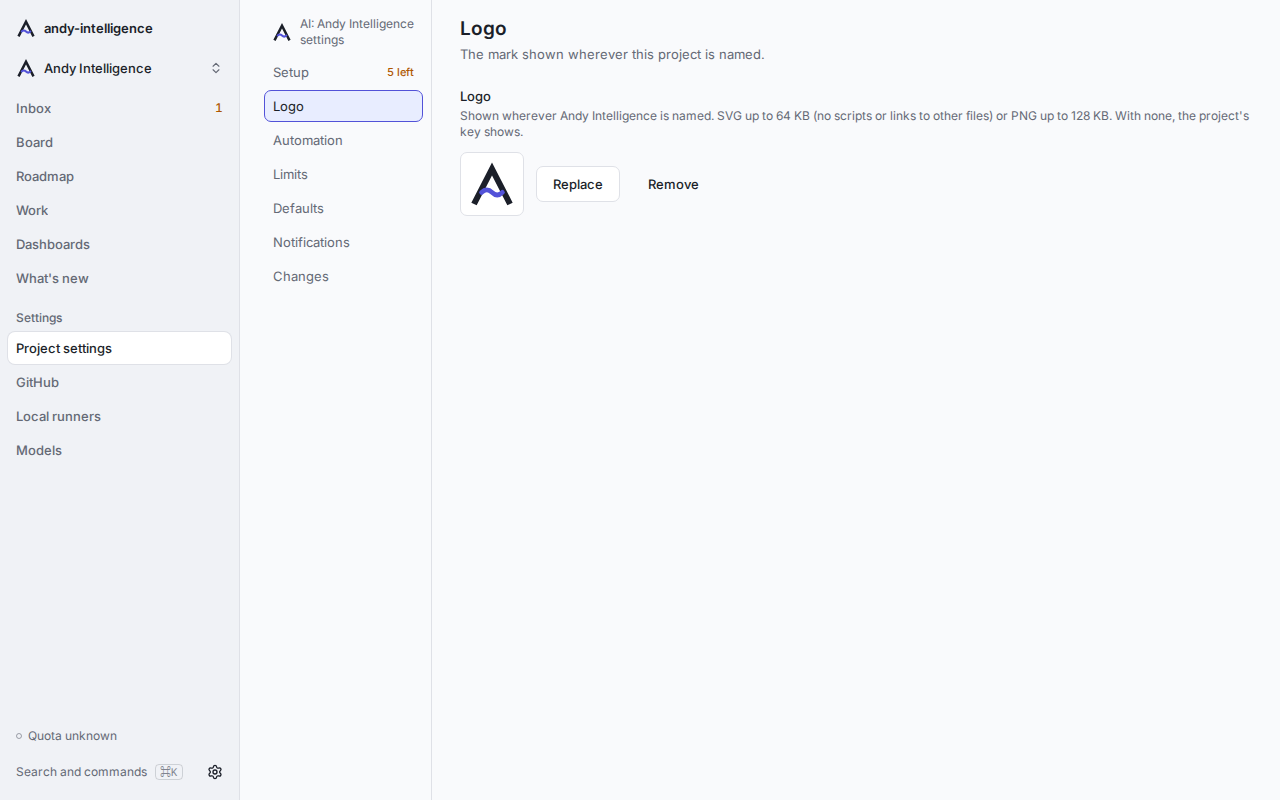 andy-intelligence
Andy Intelligence
Inbox 1
Board
Roadmap
Work
Dashboards
What's new
Settings
Project settings
GitHub
Local runners
Models
Quota unknown
Search and commands ⌘K
AI: Andy Intelligence
settings
Setup 5 left
Logo
Automation
Limits
Defaults
Notifications
Changes
Logo
The mark shown wherever this project is named.
Logo
Shown wherever Andy Intelligence is named. SVG up to 64 KB (no scripts or links to other files) or PNG up to 128 KB. With none, the project's
key shows.
Replace Remove